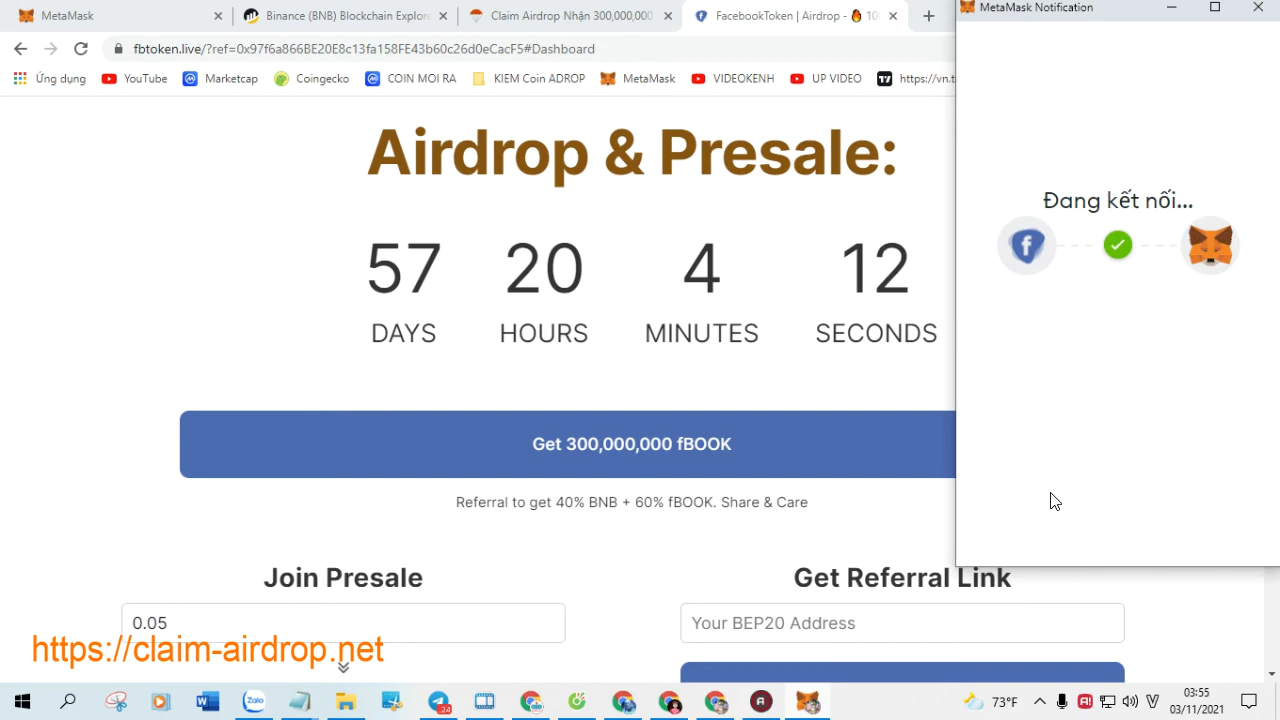 MetaMask
Binance (BNB) Blockchain Explore
Claim Airdrop Nhận 300,000,000
FacebookToken | Airdrop - 🔥 10
MetaMask Notification
fbtoken.live/?ref=0x97f6a866BE20E8c13fa158FE43b60c26d0eCacF5#Dashboard
Ứng dụng
YouTube
Marketcap
Coingecko
COIN MOI RA
KIEM Coin ADROP
MetaMask
VIDEOKENH
UP VIDEO
https://vn.t
Airdrop & Presale:
57 20 4 12
DAYS HOURS MINUTES SECONDS
Đang kết nối...
Get 300,000,000 fBOOK
Referral to get 40% BNB + 60% fBOOK. Share & Care
Join Presale
0.05
Get Referral Link
Your BEP20 Address
https://claim-airdrop.net
Zalo
24
73°F
03:55
03/11/2021